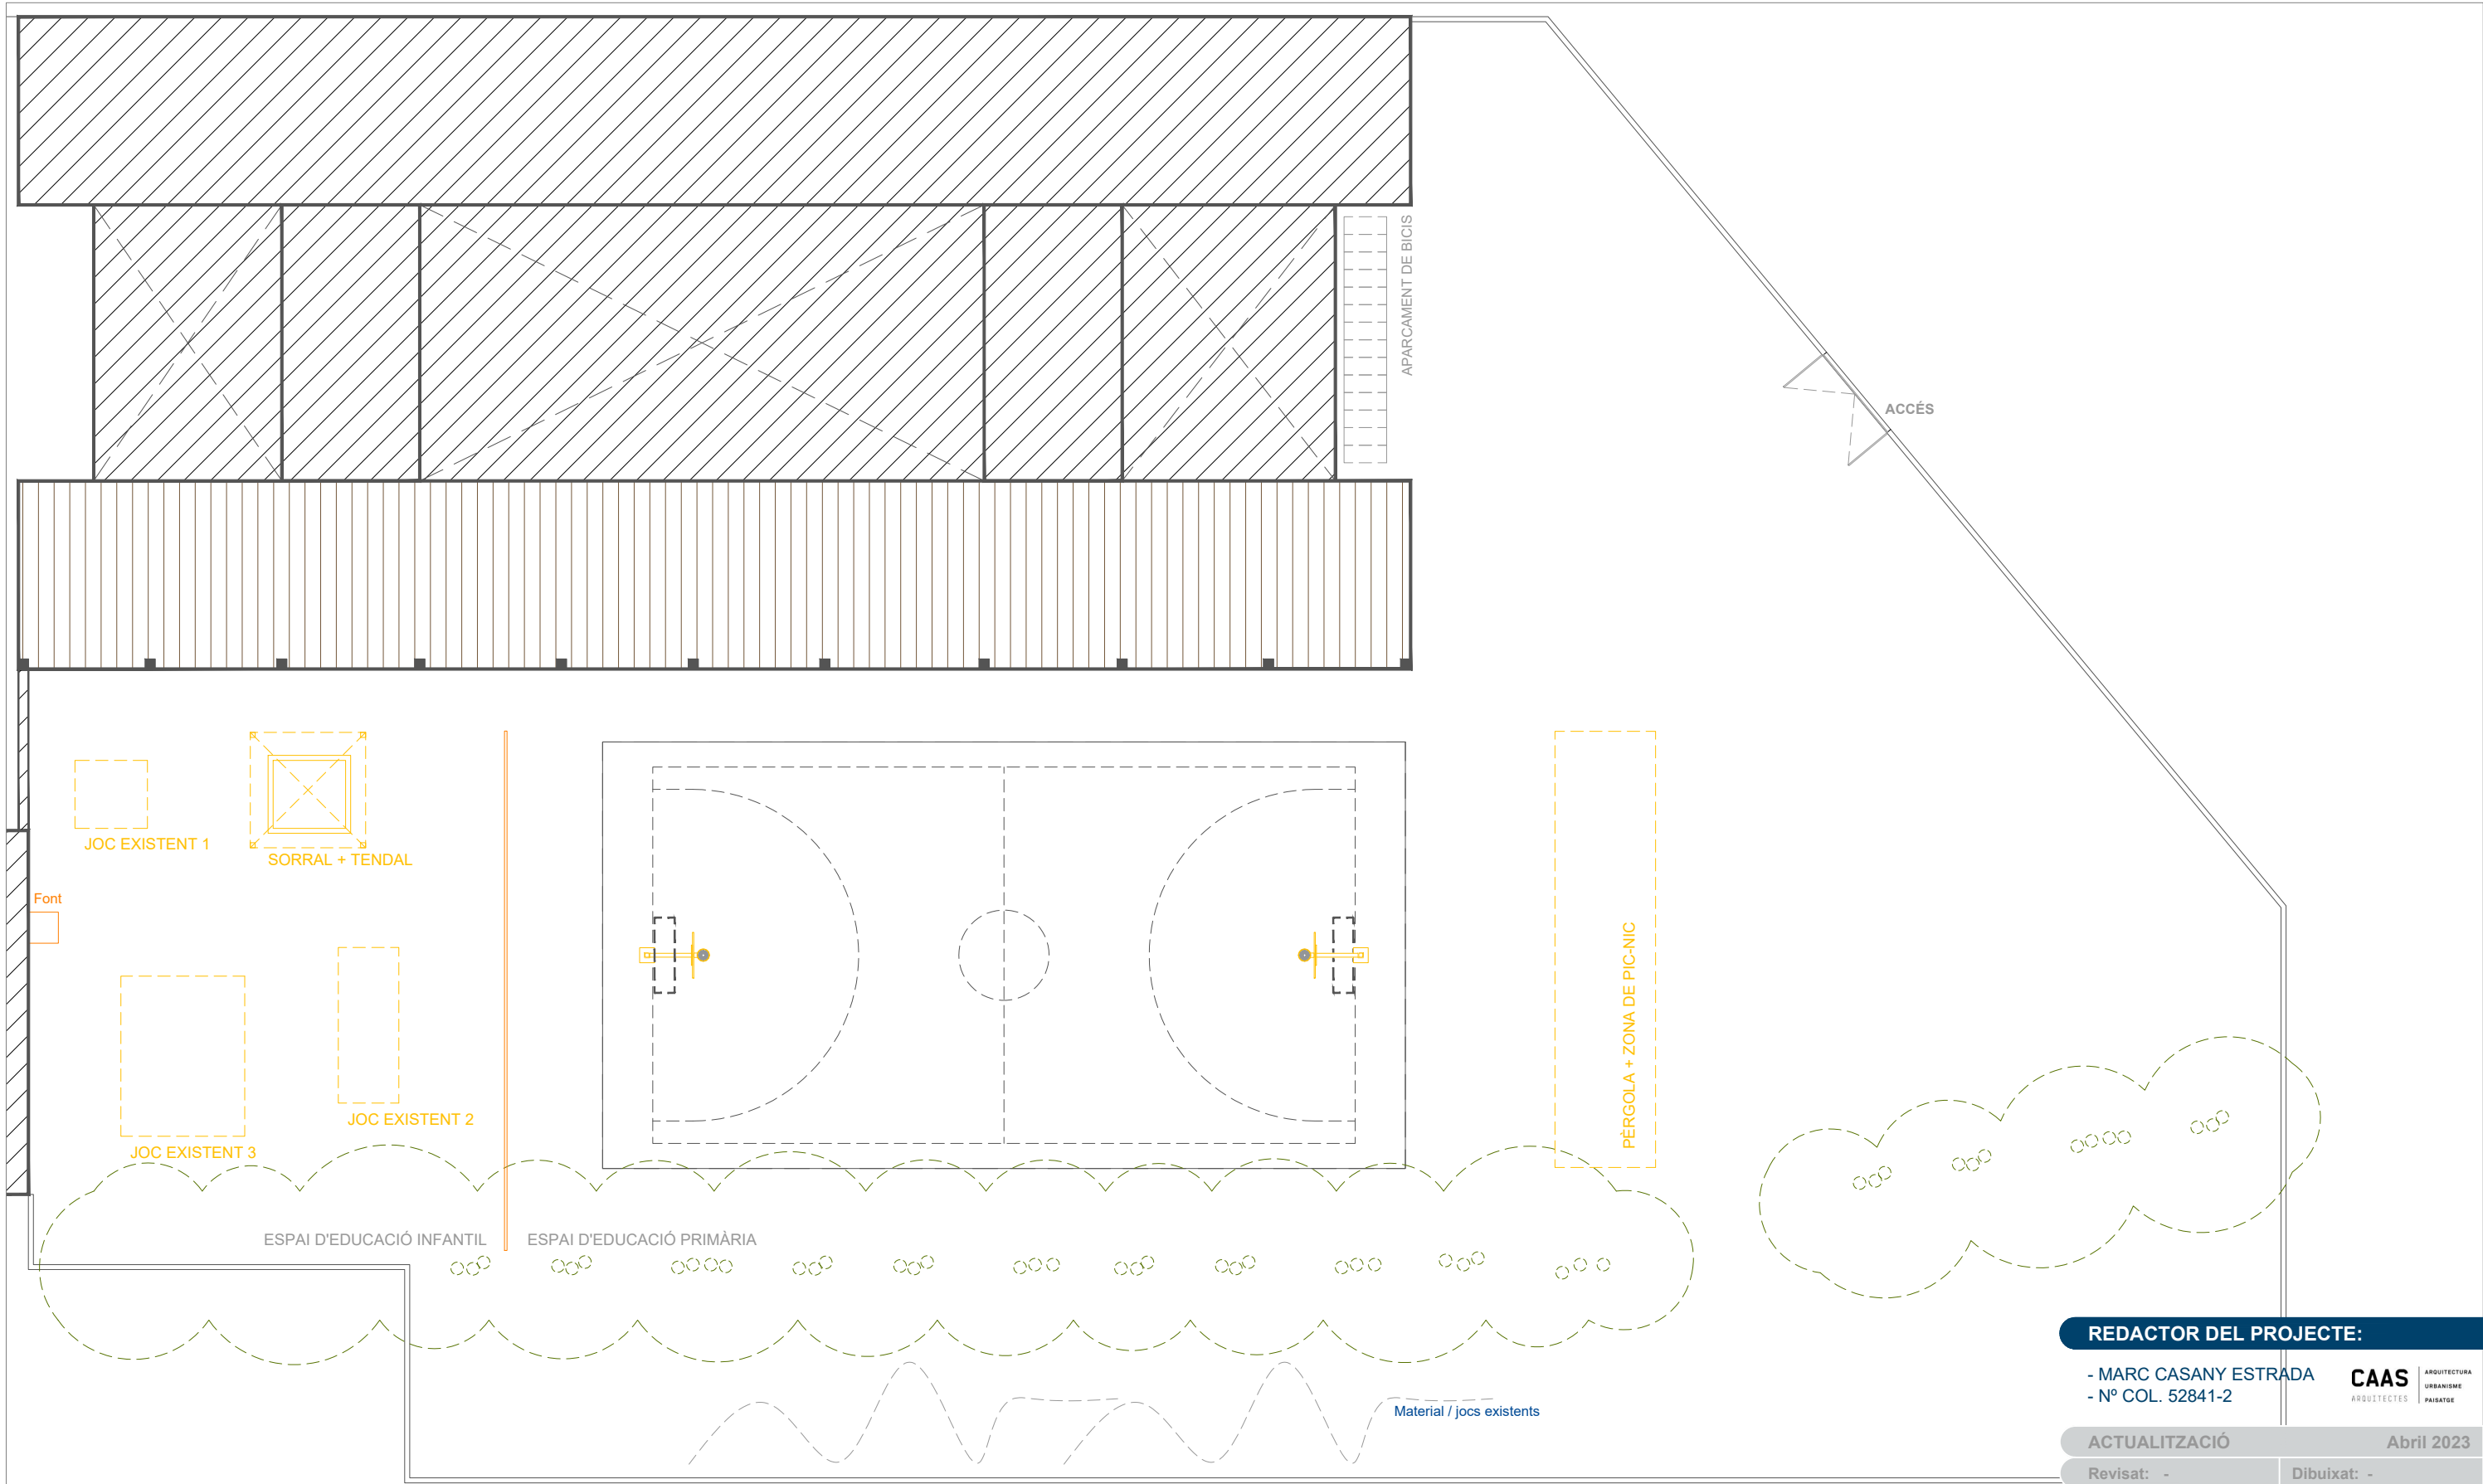 APARCAMENT DE BICIS
ACCÉS
JOC EXISTENT 1
SORRAL + TENDAL
Font
PÈRGOLA + ZONA DE PIC-NIC
JOC EXISTENT 2
JOC EXISTENT 3
ESPAI D'EDUCACIÓ INFANTIL
ESPAI D'EDUCACIÓ PRIMÀRIA
Material / jocs existents
REDACTOR DEL PROJECTE:
- MARC CASANY ESTRADA
- Nº COL. 52841-2
CAAS
ARQUITECTES
ARQUITECTURA
URBANISME
PAISATGE
ACTUALITZACIÓ Abril 2023
Revisat: - Dibuixat: -